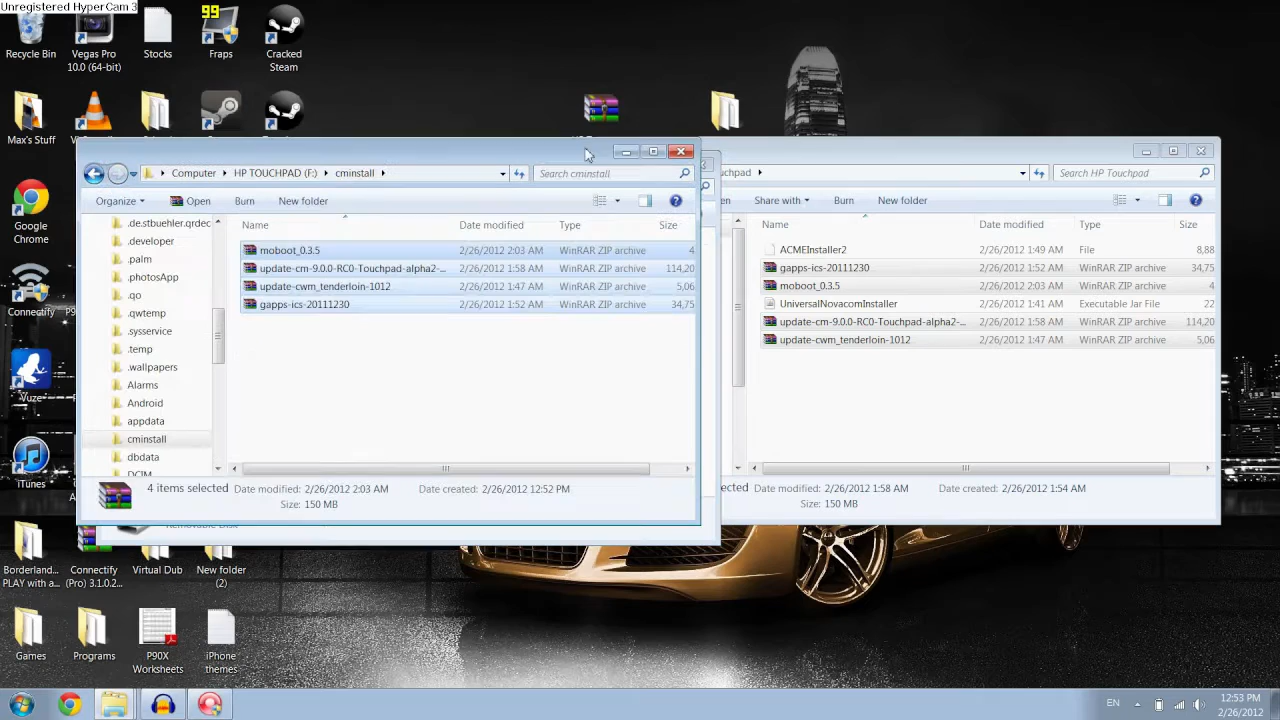 Unregistered HyperCam 3
99
Recycle Bin
Vegas Pro
10.0 (64-bit)
Stocks
Fraps
Cracked
Steam
Max's Stuff
Google
Chrome
Connectify
Vuze
iTunes
Borderland...
PLAY with a...
Connectify
(Pro) 3.1.0.2...
Virtual Dub
New folder
(2)
Games
Programs
P90X
Worksheets
iPhone
themes
Computer
HP TOUCHPAD (F:)
cminstall
Search cminstall
Organize
Open
Burn
New folder
Name
Date modified
Type
Size
.de.stbuehler.qrdec
.developer
.palm
.photosApp
.qo
.qwtemp
.sysservice
.temp
.wallpapers
Alarms
Android
appdata
cminstall
dbdata
DCIM
moboot_0.3.5 2/26/2012 2:03 AM WinRAR ZIP archive 4
update-cm-9.0.0-RC0-Touchpad-alpha2-... 2/26/2012 1:58 AM WinRAR ZIP archive 114,20
update-cwm_tenderloin-1012 2/26/2012 1:47 AM WinRAR ZIP archive 5,06
gapps-ics-20111230 2/26/2012 1:52 AM WinRAR ZIP archive 34,75
4 items selected Date modified: 2/26/2012 2:03 AM
Size: 150 MB
Removable Disk
Search HP Touchpad
Share with
Burn
New folder
Name
Date modified
Type
Size
ACMEInstaller2 2/26/2012 1:49 AM File 8,88
gapps-ics-20111230 2/26/2012 1:52 AM WinRAR ZIP archive 34,75
moboot_0.3.5 2/26/2012 2:03 AM WinRAR ZIP archive 4
UniversalNovacomInstaller 2/26/2012 1:41 AM Executable Jar File 22
update-cm-9.0.0-RC0-Touchpad-alpha2-... 2/26/2012 1:58 AM WinRAR ZIP archive 114,20
update-cwm_tenderloin-1012 2/26/2012 1:47 AM WinRAR ZIP archive 5,06
Date modified: 2/26/2012 1:58 AM Date created: 2/26/2012 1:54 AM
Size: 150 MB
EN
12:53 PM
2/26/2012